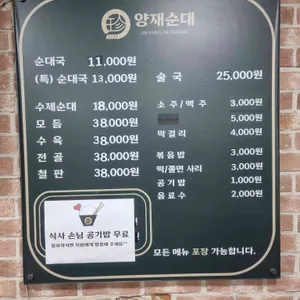 양재순대
순대국 11,000원
(특) 순대국 13,000원
수제순대 18,000원
모듬 38,000원
수육 38,000원
전골 38,000원
철판 38,000원
석사 손님 공기밥 무료
술국 25,000원
소주/맥주 3,000원
5,000원
막걸리 4,000원
볶음밥 3,000원
떡/쫄면 사리 3,000원
공기밥 1,000원
음료수 2,000원
모든 메뉴 포장 가능합니다.